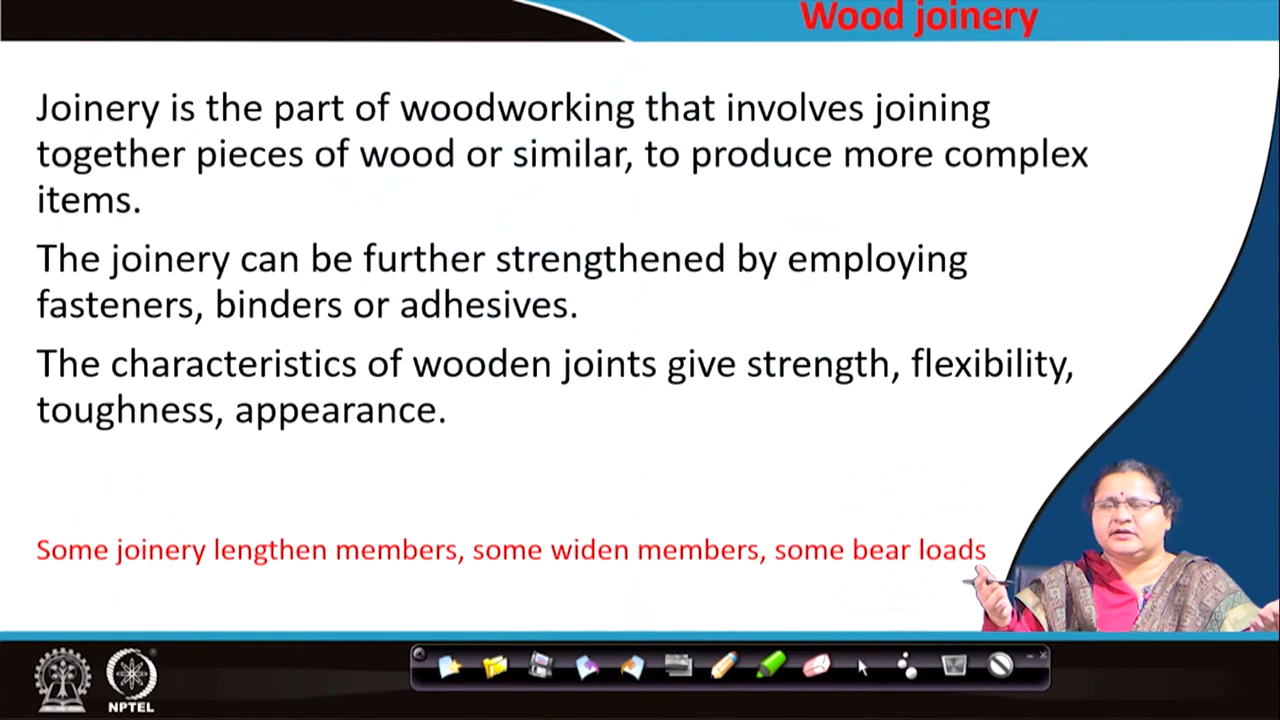 Wood joinery
Joinery is the part of woodworking that involves joining
together pieces of wood or similar, to produce more complex
items.
The joinery can be further strengthened by employing
fasteners, binders or adhesives.
The characteristics of wooden joints give strength, flexibility,
toughness, appearance.
Some joinery lengthen members, some widen members, some bear loads
NPTEL